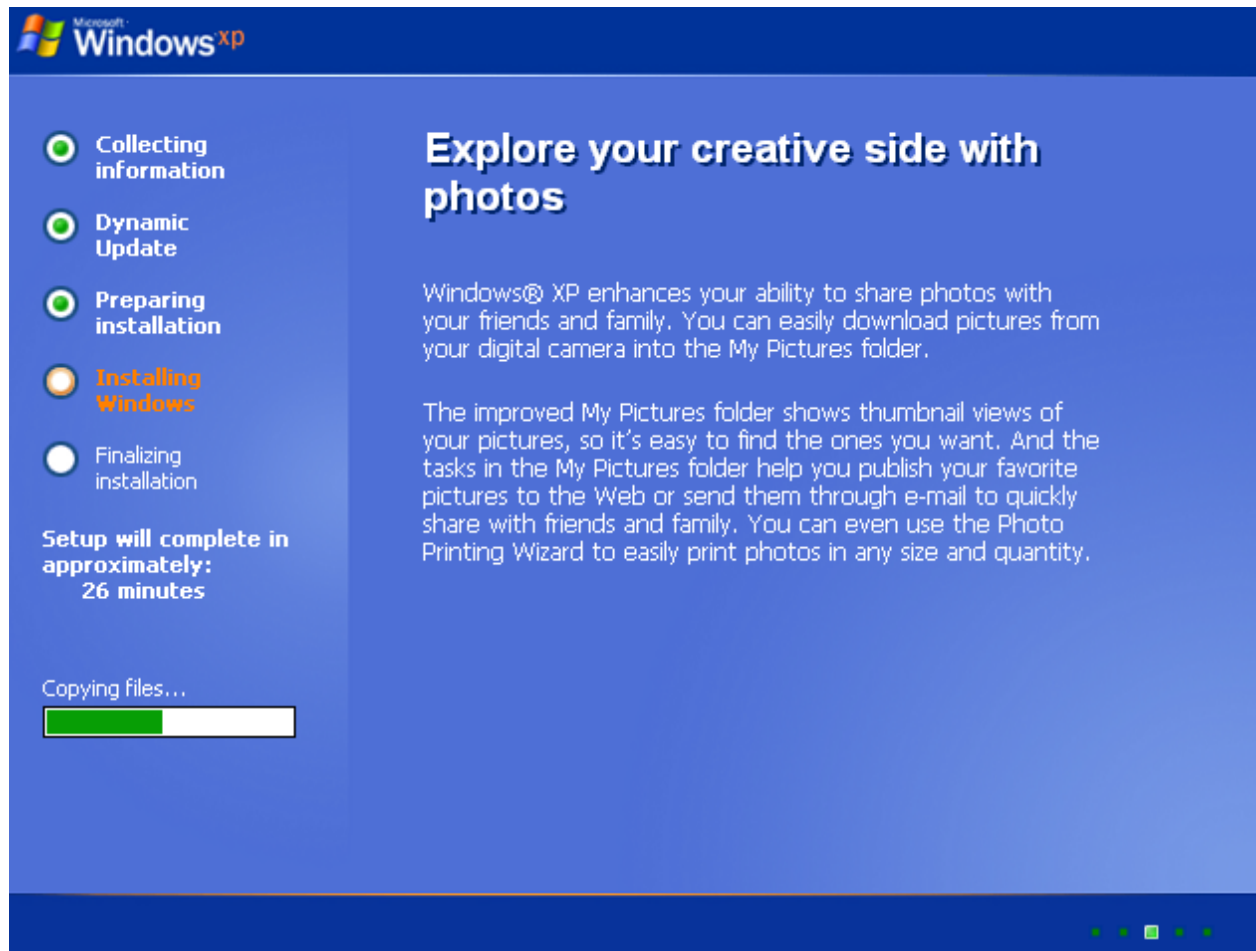 Microsoft
Windows xp
Collecting
information
Dynamic
Update
Preparing
installation
Installing
Windows
Finalizing
installation
Setup will complete in
approximately:
26 minutes
Copying files...
Explore your creative side with
photos
Windows® XP enhances your ability to share photos with
your friends and family. You can easily download pictures from
your digital camera into the My Pictures folder.
The improved My Pictures folder shows thumbnail views of
your pictures, so it's easy to find the ones you want. And the
tasks in the My Pictures folder help you publish your favorite
pictures to the Web or send them through e-mail to quickly
share with friends and family. You can even use the Photo
Printing Wizard to easily print photos in any size and quantity.